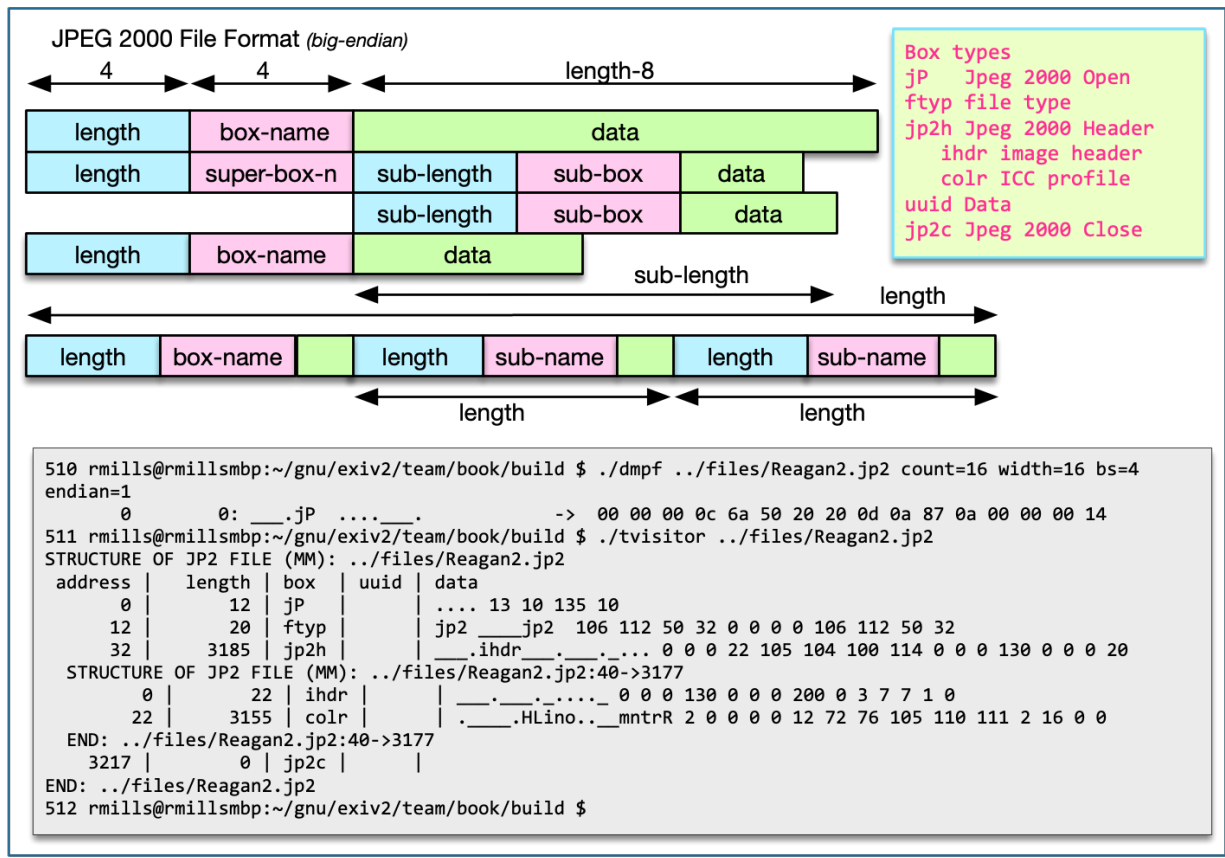 JPEG 2000 File Format (big-endian)
4 4 length-8
length box-name data
length super-box-n sub-length sub-box data
sub-length sub-box data
length box-name data
sub-length
length
length box-name length sub-name length sub-name
length length
Box types
jP   Jpeg 2000 Open
ftyp file type
jp2h Jpeg 2000 Header
ihdr image header
colr ICC profile
uuid Data
jp2c Jpeg 2000 Close
510 rmills@rmillsmbp:~/gnu/exiv2/team/book/build $ ./dmpf ../files/Reagan2.jp2 count=16 width=16 bs=4
endian=1
0        0: ___.jP  ....___.            ->  00 00 00 0c 6a 50 20 20 0d 0a 87 0a 00 00 00 14
511 rmills@rmillsmbp:~/gnu/exiv2/team/book/build $ ./tvisitor ../files/Reagan2.jp2
STRUCTURE OF JP2 FILE (MM): ../files/Reagan2.jp2
address |   length | box  | uuid | data
0 |       12 | jP   |      | .... 13 10 135 10
12 |       20 | ftyp |      | jp2 ____jp2  106 112 50 32 0 0 0 0 106 112 50 32
32 |     3185 | jp2h |      | ___.ihdr___.___._... 0 0 0 22 105 104 100 114 0 0 0 130 0 0 0 20
STRUCTURE OF JP2 FILE (MM): ../files/Reagan2.jp2:40->3177
0 |       22 | ihdr |      | ___.___._...._ 0 0 0 130 0 0 0 200 0 3 7 7 1 0
22 |     3155 | colr |      | .____.HLino..__mntrR 2 0 0 0 0 12 72 76 105 110 111 2 16 0 0
END: ../files/Reagan2.jp2:40->3177
3217 |        0 | jp2c |      |
END: ../files/Reagan2.jp2
512 rmills@rmillsmbp:~/gnu/exiv2/team/book/build $